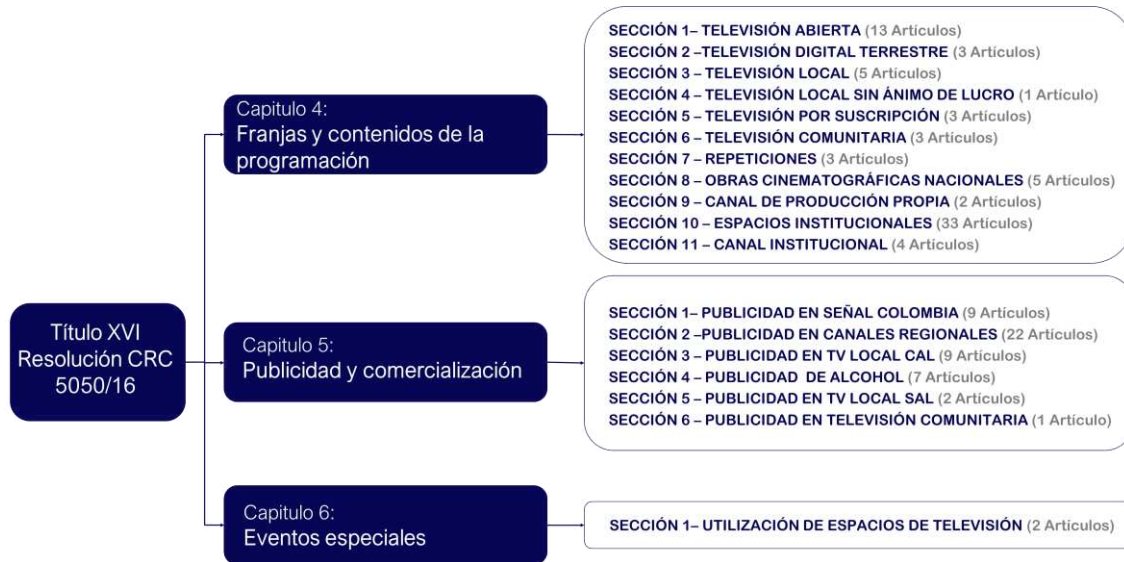 Título XVI
Resolución CRC
5050/16
Capitulo 4:
Franjas y contenidos de la
programación
SECCIÓN 1– TELEVISIÓN ABIERTA (13 Artículos)
SECCIÓN 2 –TELEVISIÓN DIGITAL TERRESTRE (3 Artículos)
SECCIÓN 3 – TELEVISIÓN LOCAL (5 Artículos)
SECCIÓN 4 – TELEVISIÓN LOCAL SIN ÁNIMO DE LUCRO (1 Artículo)
SECCIÓN 5 – TELEVISIÓN POR SUSCRIPCIÓN (3 Artículos)
SECCIÓN 6 – TELEVISIÓN COMUNITARIA (3 Artículos)
SECCIÓN 7 – REPETICIONES (3 Artículos)
SECCIÓN 8 – OBRAS CINEMATOGRÁFICAS NACIONALES (5 Artículos)
SECCIÓN 9 – CANAL DE PRODUCCIÓN PROPIA (2 Artículos)
SECCIÓN 10 – ESPACIOS INSTITUCIONALES (33 Artículos)
SECCIÓN 11 – CANAL INSTITUCIONAL (4 Artículos)
Capitulo 5:
Publicidad y comercialización
SECCIÓN 1– PUBLICIDAD EN SEÑAL COLOMBIA (9 Artículos)
SECCIÓN 2 –PUBLICIDAD EN CANALES REGIONALES (22 Artículos)
SECCIÓN 3 – PUBLICIDAD EN TV LOCAL CAL (9 Artículos)
SECCIÓN 4 – PUBLICIDAD DE ALCOHOL (7 Artículos)
SECCIÓN 5 – PUBLICIDAD EN TV LOCAL SAL (2 Artículos)
SECCIÓN 6 – PUBLICIDAD EN TELEVISIÓN COMUNITARIA (1 Artículo)
Capitulo 6:
Eventos especiales
SECCIÓN 1– UTILIZACIÓN DE ESPACIOS DE TELEVISIÓN (2 Artículos)